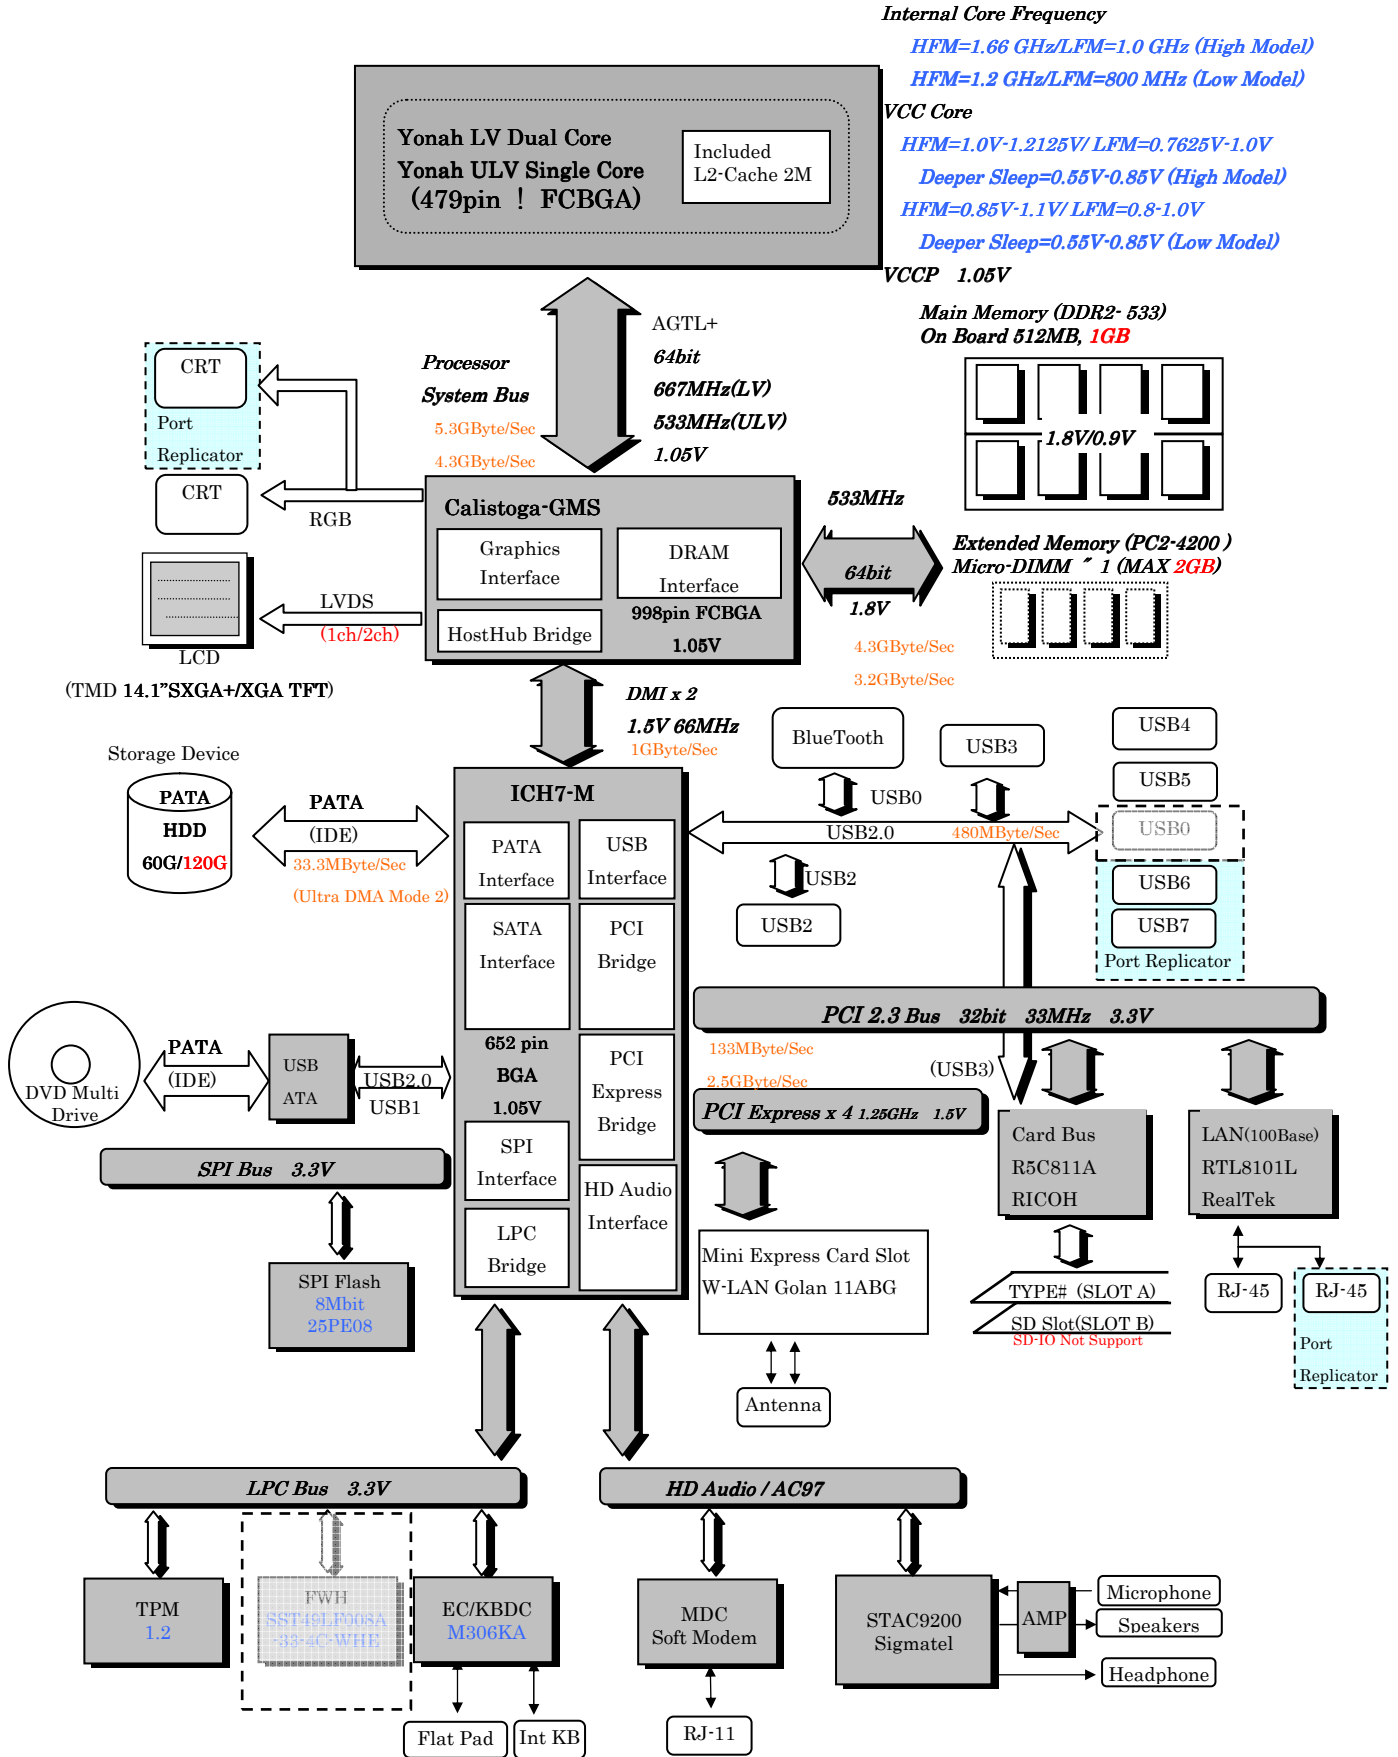 Internal Core Frequency
HFM=1.66 GHz/LFM=1.0 GHz (High Model)
HFM=1.2 GHz/LFM=800 MHz (Low Model)
VCC Core
HFM=1.0V-1.2125V/ LFM=0.7625V-1.0V
Deeper Sleep=0.55V-0.85V (High Model)
HFM=0.85V-1.1V/ LFM=0.8-1.0V
Deeper Sleep=0.55V-0.85V (Low Model)
VCCP 1.05V
Yonah LV Dual Core
Yonah ULV Single Core
(479pin ! FCBGA)
Included
L2-Cache 2M
Main Memory (DDR2- 533)
On Board 512MB, 1GB
1.8V/0.9V
AGTL+
64bit
667MHz(LV)
533MHz(ULV)
1.05V
Processor
System Bus
5.3GByte/Sec
4.3GByte/Sec
CRT
Port
Replicator
CRT
RGB
LVDS
(1ch/2ch)
LCD
(TMD 14.1”SXGA+/XGA TFT)
Calistoga-GMS
Graphics
Interface
DRAM
Interface
HostHub Bridge
998pin FCBGA
1.05V
533MHz
64bit
1.8V
4.3GByte/Sec
3.2GByte/Sec
Extended Memory (PC2-4200 )
Micro-DIMM ˝ 1 (MAX 2GB)
DMI x 2
1.5V 66MHz
1GByte/Sec
Storage Device
PATA
HDD
60G/120G
PATA
(IDE)
33.3MByte/Sec
(Ultra DMA Mode 2)
ICH7-M
PATA
Interface
USB
Interface
SATA
Interface
PCI
Bridge
652 pin
BGA
1.05V
PCI
Express
Bridge
SPI
Interface
HD Audio
Interface
LPC
Bridge
BlueTooth
USB0
USB3
USB4
USB5
USB0
USB2.0
480MByte/Sec
USB2
USB2
USB6
USB7
Port Replicator
PCI 2.3 Bus 32bit 33MHz 3.3V
133MByte/Sec
2.5GByte/Sec
(USB3)
PCI Express x 4 1.25GHz 1.5V
DVD Multi
Drive
PATA
(IDE)
USB
ATA
USB2.0
USB1
SPI Bus 3.3V
SPI Flash
8Mbit
25PE08
Card Bus
R5C811A
RICOH
LAN(100Base)
RTL8101L
RealTek
Mini Express Card Slot
W-LAN Golan 11ABG
Antenna
TYPE# (SLOT A)
SD Slot(SLOT B)
SD-IO Not Support
RJ-45
RJ-45
Port
Replicator
LPC Bus 3.3V
HD Audio / AC97
TPM
1.2
FWH
SST49LF008A
-33-4C-WHE
EC/KBDC
M306KA
Flat Pad
Int KB
MDC
Soft Modem
RJ-11
STAC9200
Sigmatel
AMP
Microphone
Speakers
Headphone